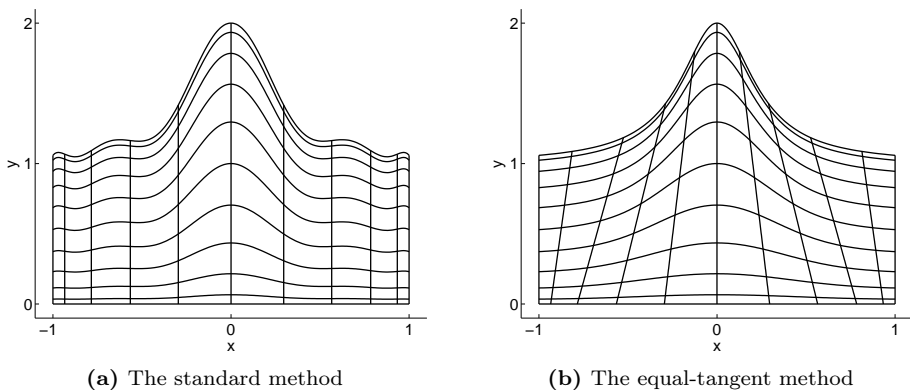 2
1
0
y
−1
0
1
x
(a) The standard method
2
1
0
y
−1
0
1
x
(b) The equal-tangent method